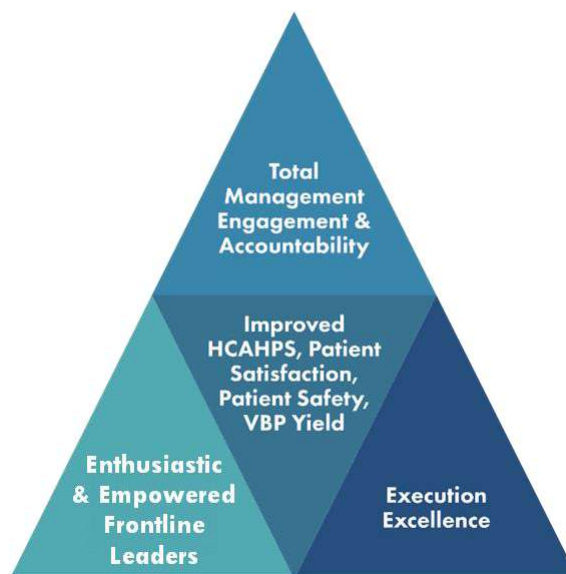 Total
Management
Engagement &
Accountability
Improved
HCAHPS, Patient
Satisfaction,
Patient Safety,
VBP Yield
Enthusiastic
& Empowered
Frontline
Leaders
Execution
Excellence